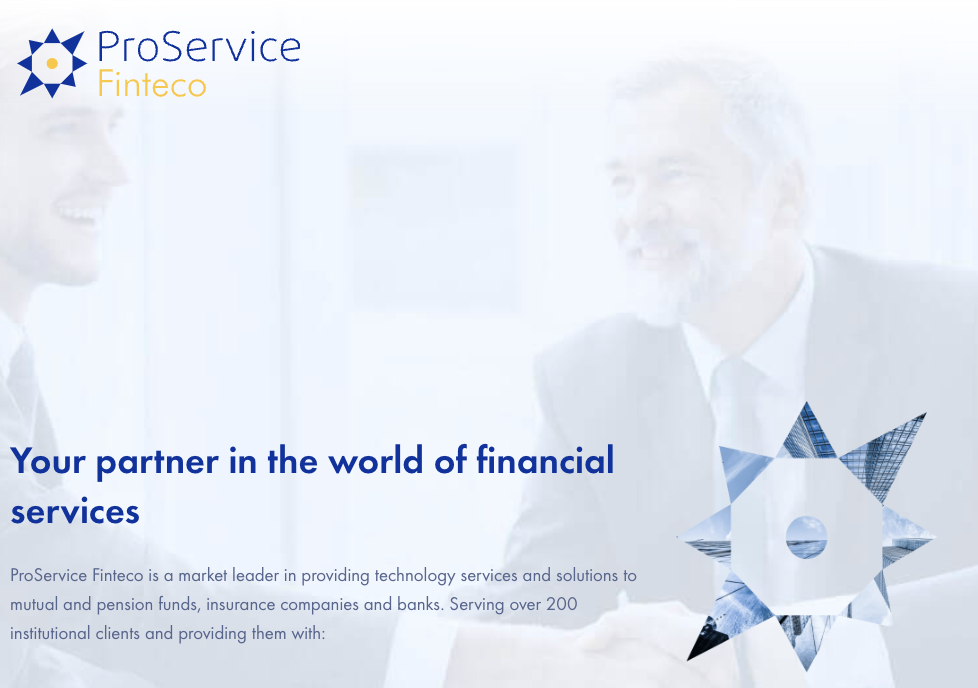 ProService
Finteco
Your partner in the world of financial
services
ProService Finteco is a market leader in providing technology services and solutions to
mutual and pension funds, insurance companies and banks. Serving over 200
institutional clients and providing them with: